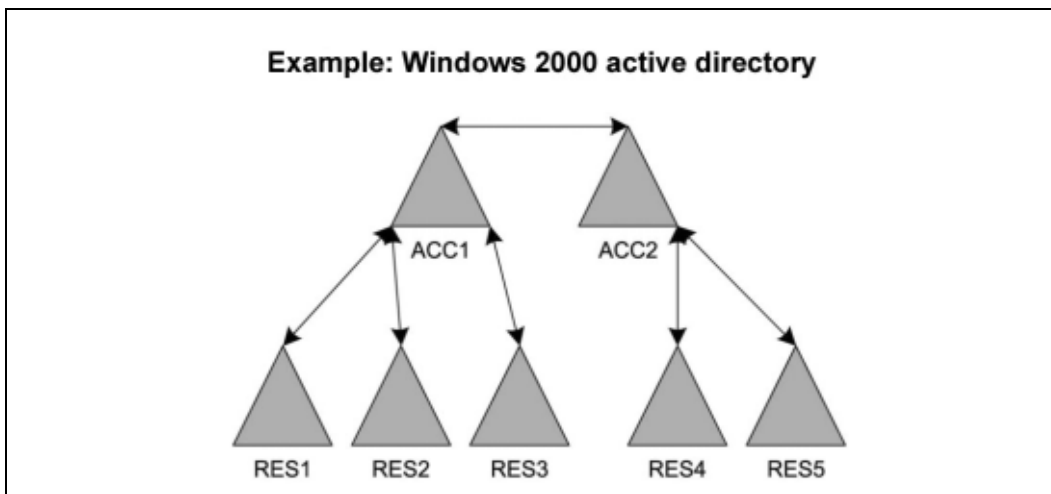 Example: Windows 2000 active directory
ACC1
ACC2
RES1
RES2
RES3
RES4
RES5